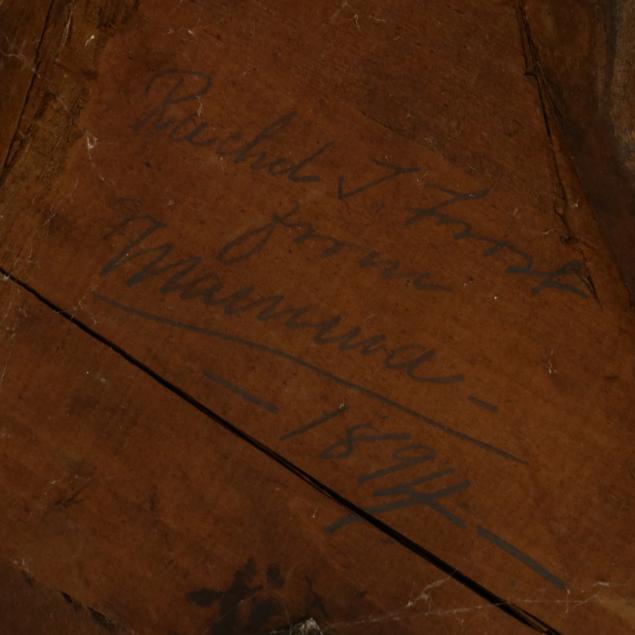 Rachel T Frost
from
Mamma -
- 1894 -